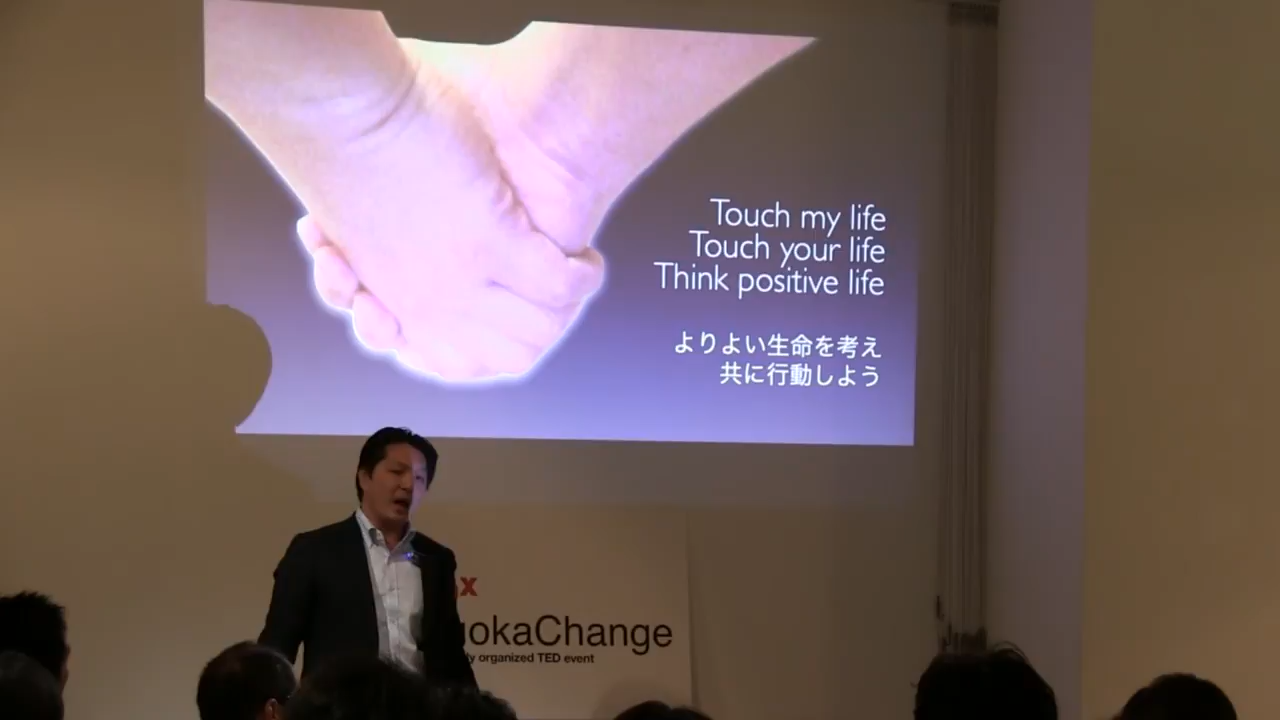 Touch my life
Touch your life
Think positive life
よりよい生命を考え
共に行動しよう
x
okaChange
organized TED event